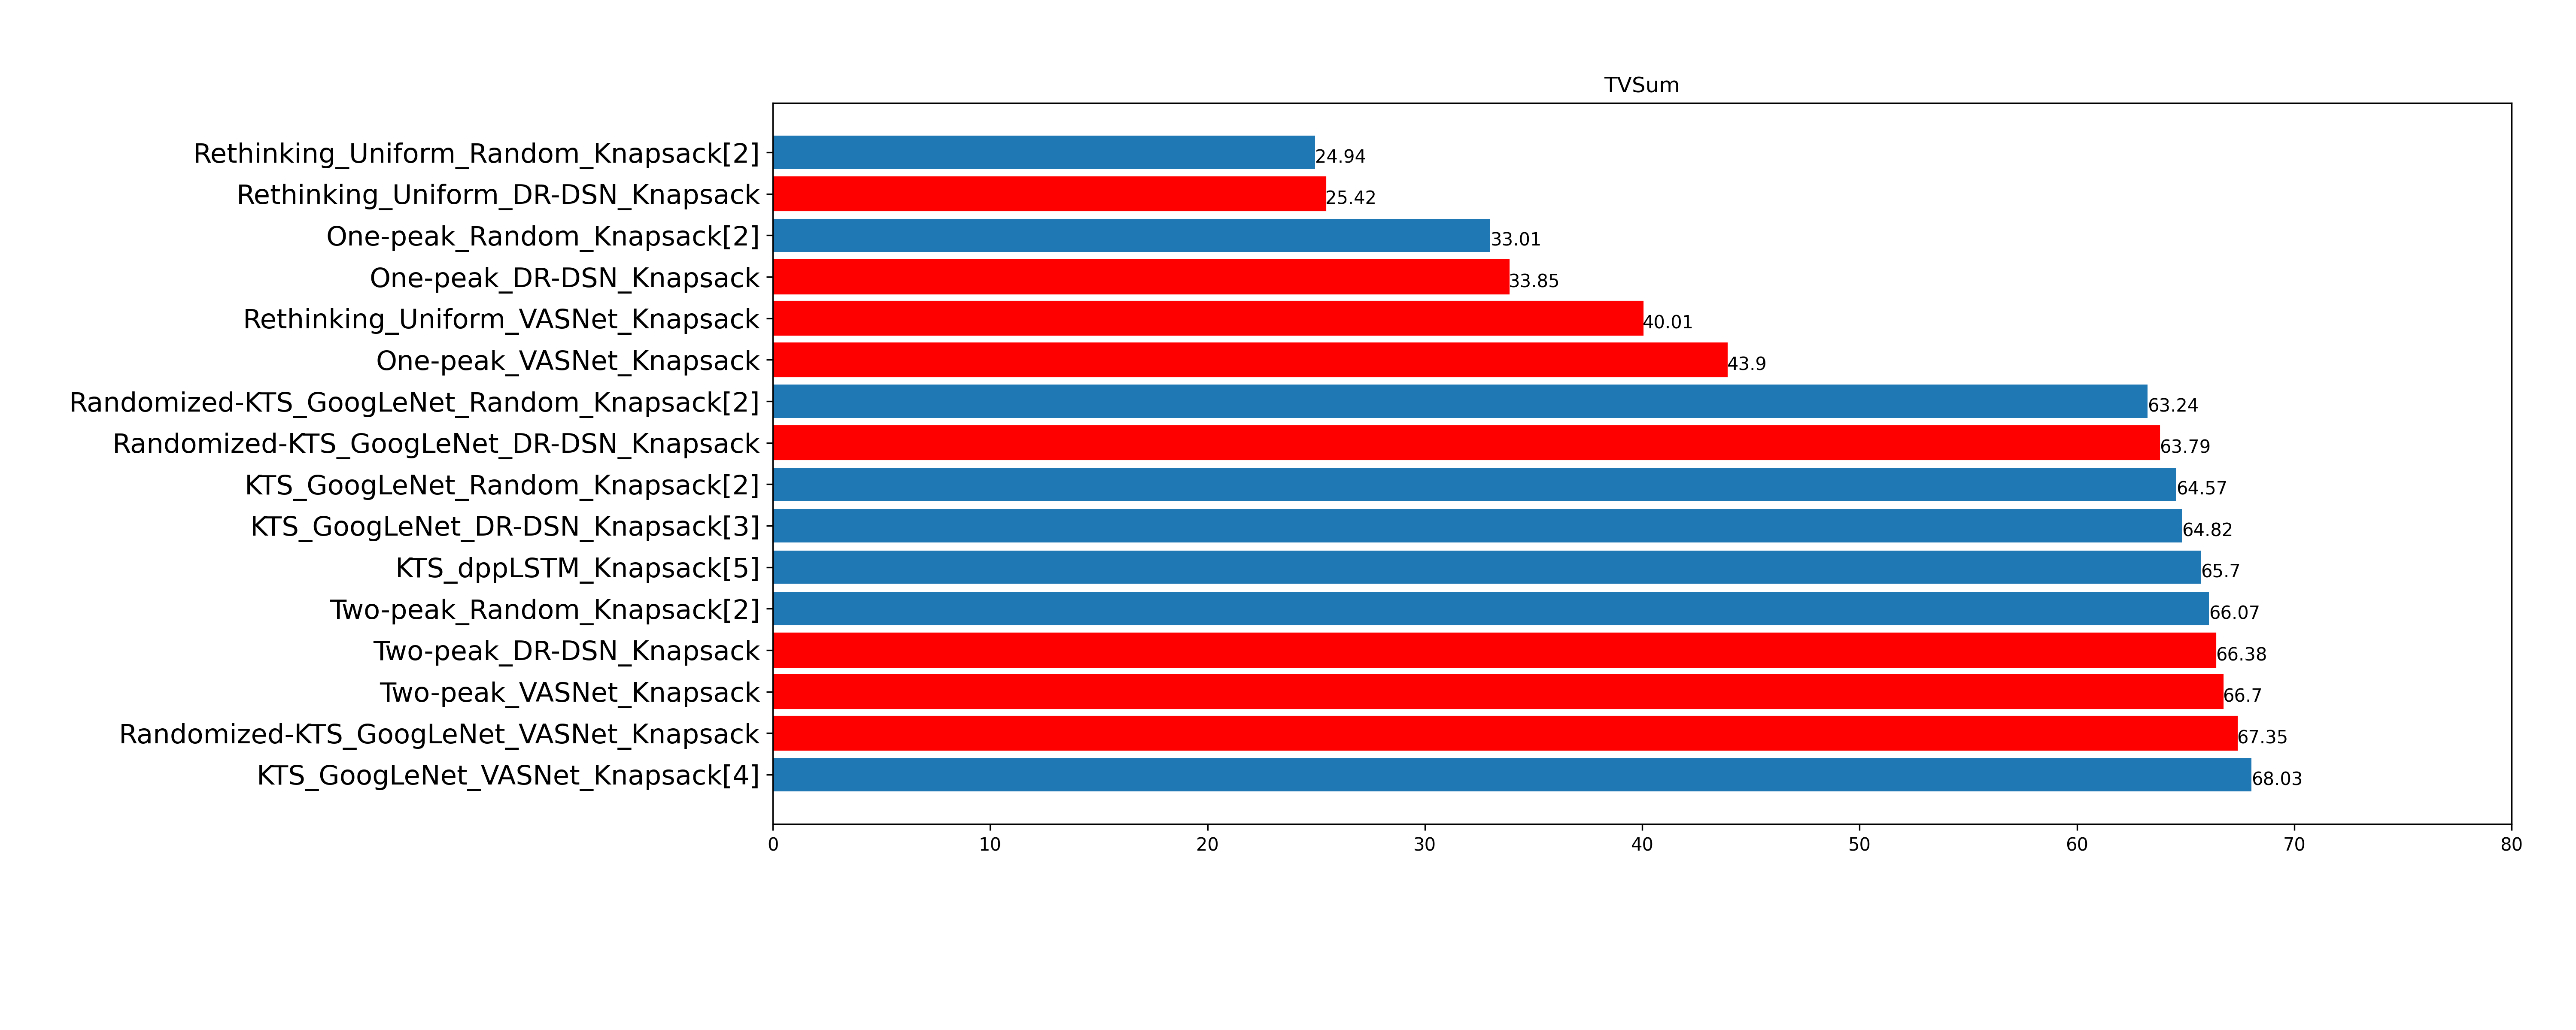 TVSum
Rethinking_Uniform_Random_Knapsack[2] 24.94
Rethinking_Uniform_DR-DSN_Knapsack 25.42
One-peak_Random_Knapsack[2] 33.01
One-peak_DR-DSN_Knapsack 33.85
Rethinking_Uniform_VASNet_Knapsack 40.01
One-peak_VASNet_Knapsack 43.9
Randomized-KTS_GoogLeNet_Random_Knapsack[2] 63.24
Randomized-KTS_GoogLeNet_DR-DSN_Knapsack 63.79
KTS_GoogLeNet_Random_Knapsack[2] 64.57
KTS_GoogLeNet_DR-DSN_Knapsack[3] 64.82
KTS_dppLSTM_Knapsack[5] 65.7
Two-peak_Random_Knapsack[2] 66.07
Two-peak_DR-DSN_Knapsack 66.38
Two-peak_VASNet_Knapsack 66.7
Randomized-KTS_GoogLeNet_VASNet_Knapsack 67.35
KTS_GoogLeNet_VASNet_Knapsack[4] 68.03
0 10 20 30 40 50 60 70 80